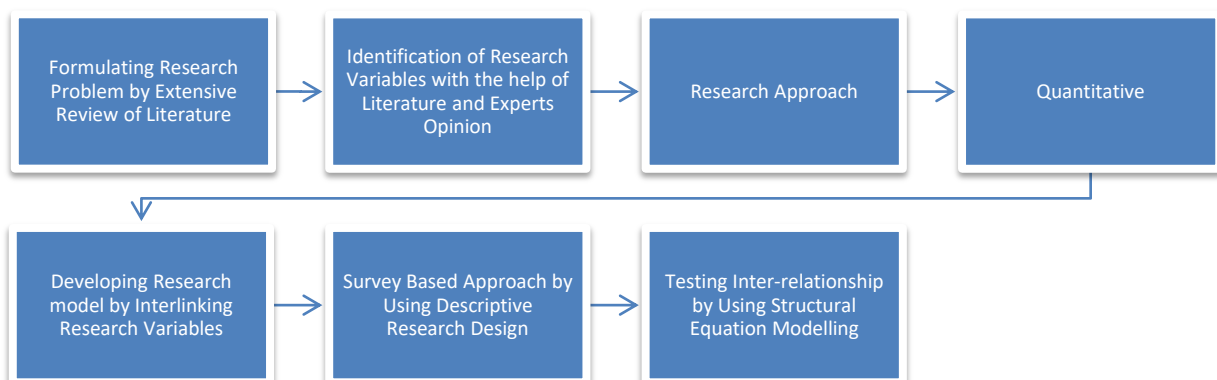 Formulating Research
Problem by Extensive
Review of Literature
Identification of Research
Variables with the help of
Literature and Experts
Opinion
Research Approach
Quantitative
Developing Research
model by Interlinking
Research Variables
Survey Based Approach by
Using Descriptive
Research Design
Testing Inter-relationship
by Using Structural
Equation Modelling